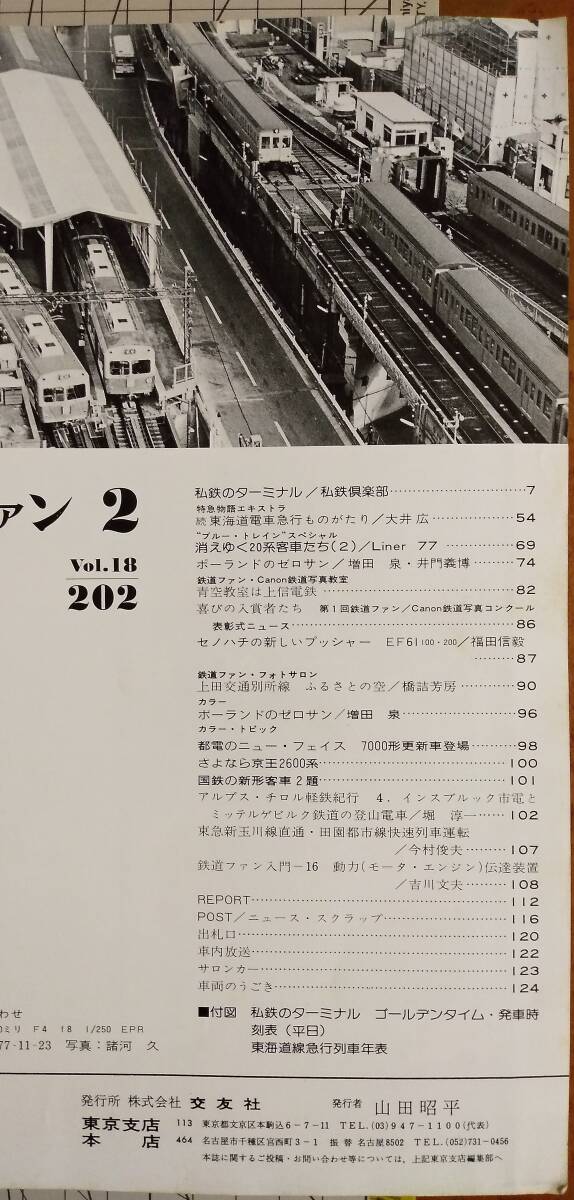 ァン 2
Vol.18
202
私鉄のターミナル／私鉄倶楽部………7
特急物語エキストラ
続 東海道電車急行ものがたり／大井 広………54
“ブルー・トレイン”スペシャル
消えゆく20系客車たち(2)／Liner 77………69
ポーランドのゼロサン／増田 泉・井門義博………74
鉄道ファン・Canon鉄道写真教室
青空教室は上信電鉄………82
喜びの入賞者たち 第1回鉄道ファン／Canon鉄道写真コンクール
表彰式ニュース………86
セノハチの新しいプッシャー EF61 100・200／福田信毅
………87
鉄道ファン・フォトサロン
上田交通別所線 ふるさとの空／橋詰芳房………90
カラー
ポーランドのゼロサン／増田 泉………96
カラー・トピック
都電のニュー・フェイス 7000形更新車登場………98
さよなら京王2600系………100
国鉄の新形客車2題………101
アルプス・チロル軽鉄紀行 4．インスブルック市電と
ミッテルゲビルク鉄道の登山電車／堀 淳一……102
東急新玉川線直通・田園都市線快速列車運転
／今村俊夫………107
鉄道ファン入門-16 動力(モータ・エンジン)伝達装置
／吉川文夫………108
REPORT………112
POST／ニュース・スクラップ………116
出札口………120
車内放送………122
サロンカー………123
車両のうごき………124
■付図 私鉄のターミナル ゴールデンタイム・発車時
刻表（平日）
東海道線急行列車年表
わせ
0ミリ F4 f8 1/250 EPR
77-11-23 写真：諸河 久
発行所 株式会社 交友社 発行者 山田昭平
東京支店 113 東京都文京区本駒込6-7-11 TEL.(03)947-1100(代表)
本店 464 名古屋市千種区宮西町3-1 振替 名古屋8502 TEL.(052)731-0456
本誌に関するご投稿・お問い合わせ等については、上記東京支店編集部へ